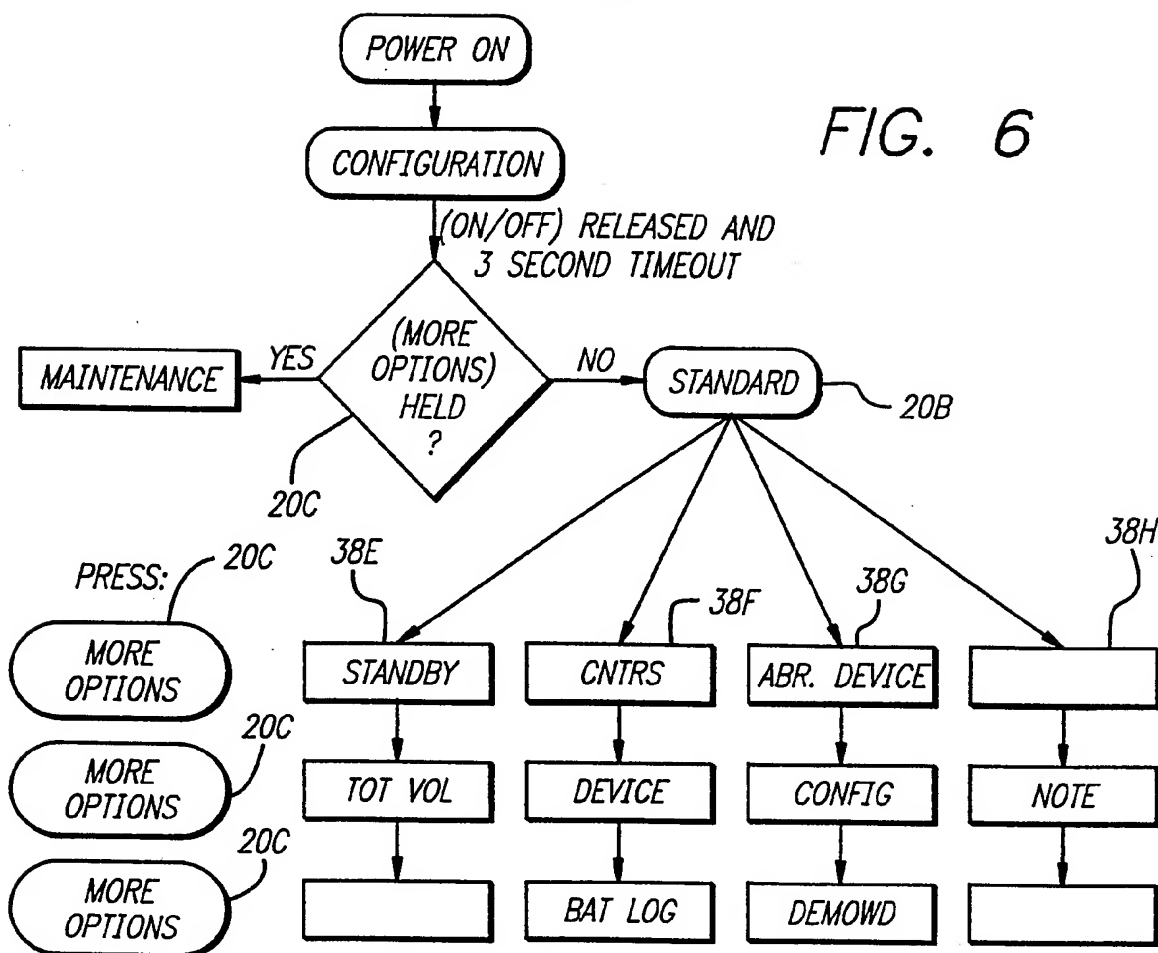 POWER ON
FIG. 6
CONFIGURATION
(ON/OFF) RELEASED AND
3 SECOND TIMEOUT
(MORE
OPTIONS)
HELD
?
YES
NO
MAINTENANCE
STANDARD
20B
20C
PRESS:
20C
38E
38F
38G
38H
MORE
OPTIONS
STANDBY
CNTRS
ABR. DEVICE
20C
MORE
OPTIONS
TOT VOL
DEVICE
CONFIG
NOTE
20C
MORE
OPTIONS
BAT LOG
DEMOWD